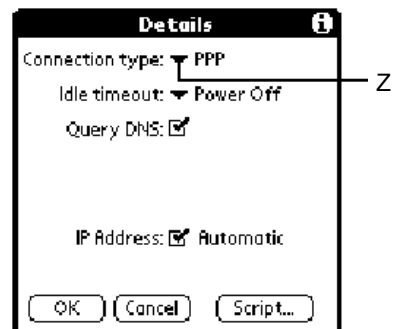 Details
Connection type: PPP
Z
Idle timeout: Power Off
Query DNS:
IP Address: Automatic
OK Cancel Script...